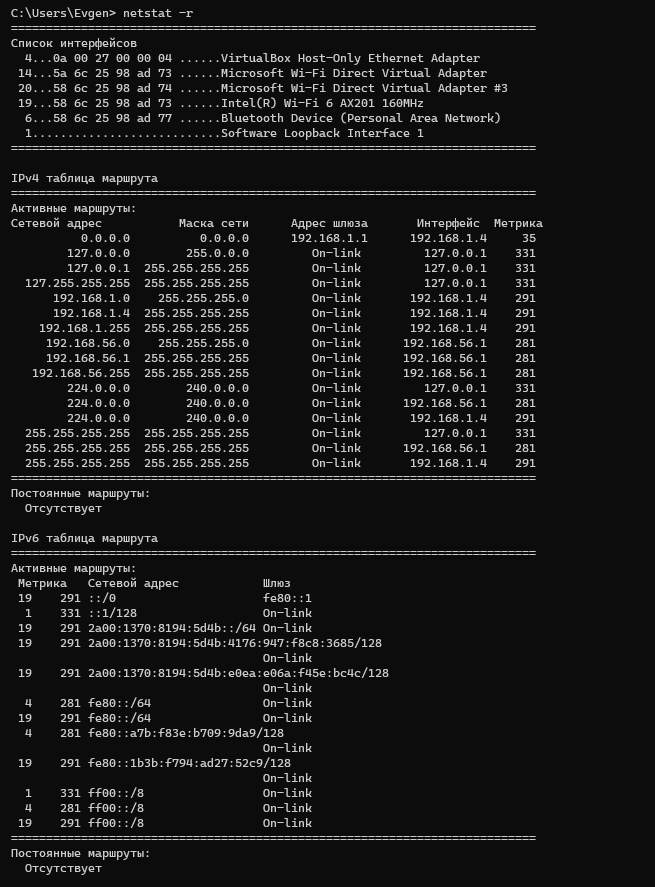 C:\Users\Evgen> netstat -r
===========================================================================
Список интерфейсов
  4...0a 00 27 00 00 04 ......VirtualBox Host-Only Ethernet Adapter
 14...5a 6c 25 98 ad 73 ......Microsoft Wi-Fi Direct Virtual Adapter
 20...58 6c 25 98 ad 74 ......Microsoft Wi-Fi Direct Virtual Adapter #3
 19...58 6c 25 98 ad 73 ......Intel(R) Wi-Fi 6 AX201 160MHz
  6...58 6c 25 98 ad 77 ......Bluetooth Device (Personal Area Network)
  1...........................Software Loopback Interface 1
===========================================================================

IPv4 таблица маршрута
===========================================================================
Активные маршруты:
Сетевой адрес           Маска сети      Адрес шлюза       Интерфейс  Метрика
          0.0.0.0          0.0.0.0      192.168.1.1      192.168.1.4     35
        127.0.0.0        255.0.0.0         On-link         127.0.0.1    331
        127.0.0.1  255.255.255.255         On-link         127.0.0.1    331
  127.255.255.255  255.255.255.255         On-link         127.0.0.1    331
      192.168.1.0    255.255.255.0         On-link       192.168.1.4    291
      192.168.1.4  255.255.255.255         On-link       192.168.1.4    291
    192.168.1.255  255.255.255.255         On-link       192.168.1.4    291
     192.168.56.0    255.255.255.0         On-link      192.168.56.1    281
     192.168.56.1  255.255.255.255         On-link      192.168.56.1    281
   192.168.56.255  255.255.255.255         On-link      192.168.56.1    281
        224.0.0.0        240.0.0.0         On-link         127.0.0.1    331
        224.0.0.0        240.0.0.0         On-link      192.168.56.1    281
        224.0.0.0        240.0.0.0         On-link       192.168.1.4    291
  255.255.255.255  255.255.255.255         On-link         127.0.0.1    331
  255.255.255.255  255.255.255.255         On-link      192.168.56.1    281
  255.255.255.255  255.255.255.255         On-link       192.168.1.4    291
===========================================================================
Постоянные маршруты:
  Отсутствует

IPv6 таблица маршрута
===========================================================================
Активные маршруты:
 Метрика   Сетевой адрес            Шлюз
 19    291 ::/0                     fe80::1
  1    331 ::1/128                  On-link
 19    291 2a00:1370:8194:5d4b::/64 On-link
 19    291 2a00:1370:8194:5d4b:4176:947:f8c8:3685/128
                                    On-link
 19    291 2a00:1370:8194:5d4b:e0ea:e06a:f45e:bc4c/128
                                    On-link
  4    281 fe80::/64                On-link
 19    291 fe80::/64                On-link
  4    281 fe80::a7b:f83e:b709:9da9/128
                                    On-link
 19    291 fe80::1b3b:f794:ad27:52c9/128
                                    On-link
  1    331 ff00::/8                 On-link
  4    281 ff00::/8                 On-link
 19    291 ff00::/8                 On-link
===========================================================================
Постоянные маршруты:
  Отсутствует